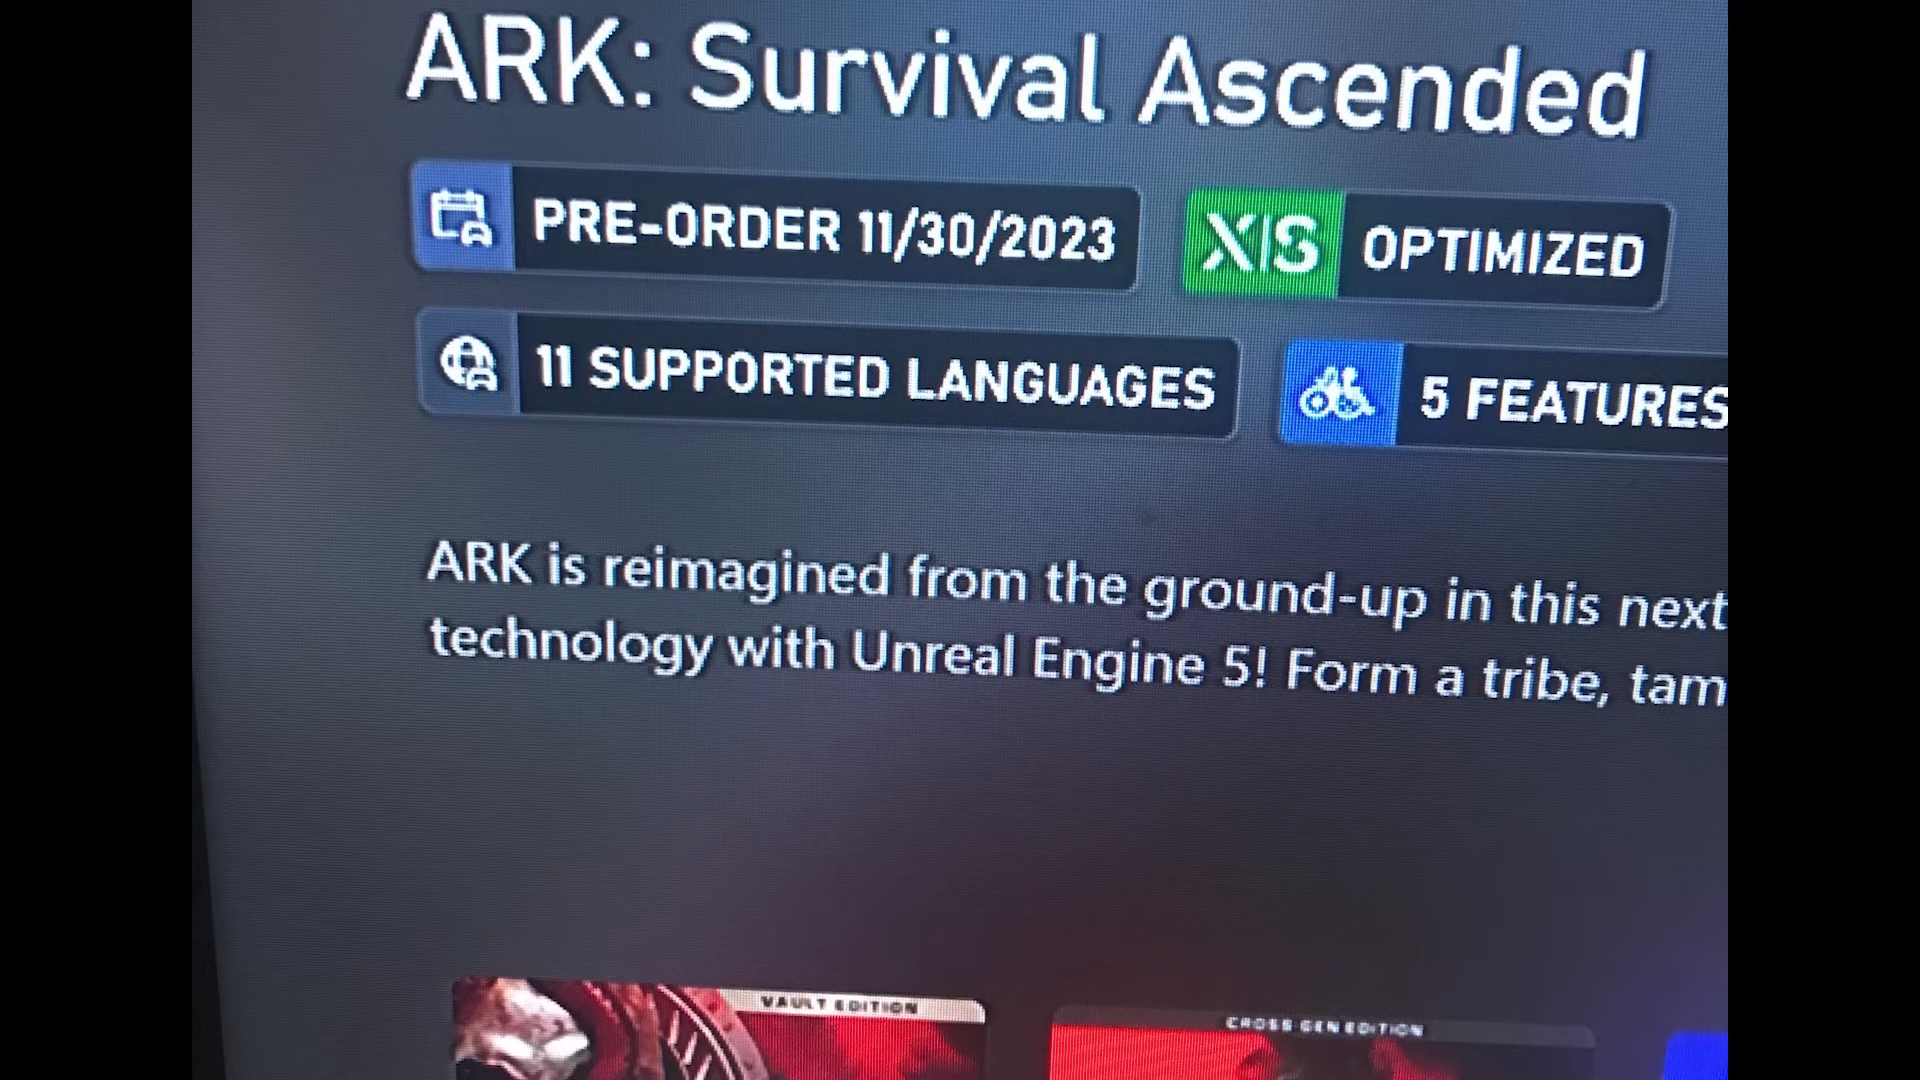 ARK: Survival Ascended
PRE-ORDER 11/30/2023
X|S OPTIMIZED
11 SUPPORTED LANGUAGES
5 FEATURES
ARK is reimagined from the ground-up in this next
technology with Unreal Engine 5! Form a tribe, tam
VAULT EDITION
CROSS GEN EDITION